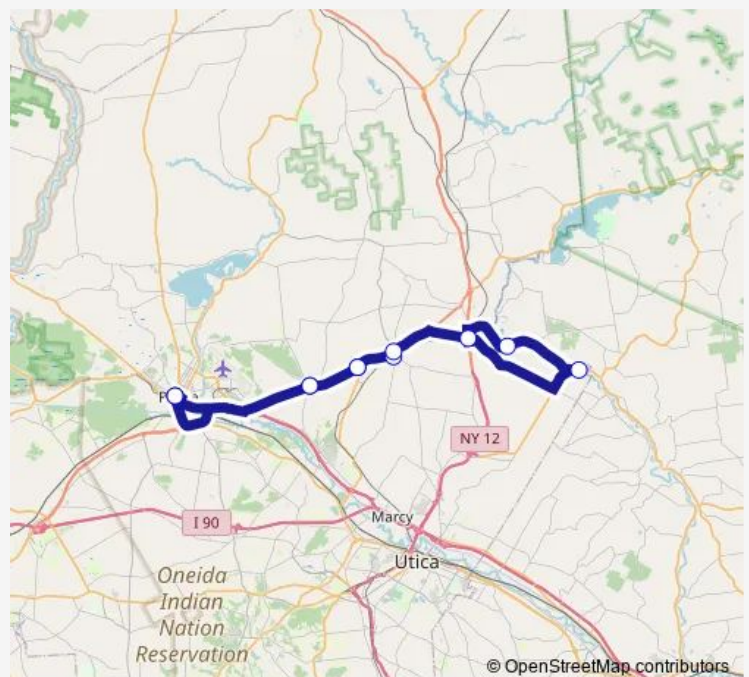 NY 12
I 90
Marcy
Utica
Oneida
Indian
Nation
Reservation
© OpenStreetMap contributors